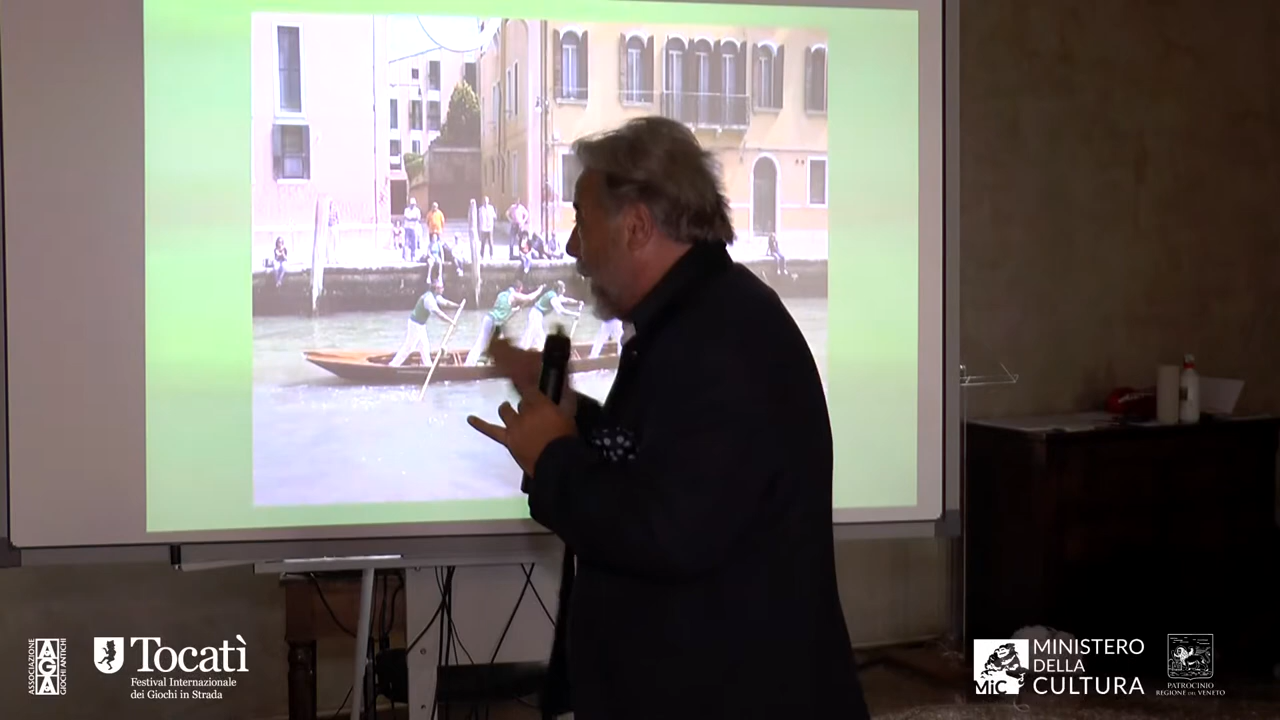 ASSOCIAZIONE
AGA
GIOCHI ANTICHI
Tocatì
Festival Internazionale
dei Giochi in Strada
MiC
MINISTERO
DELLA
CULTURA
PATROCINIO
REGIONE DEL VENETO